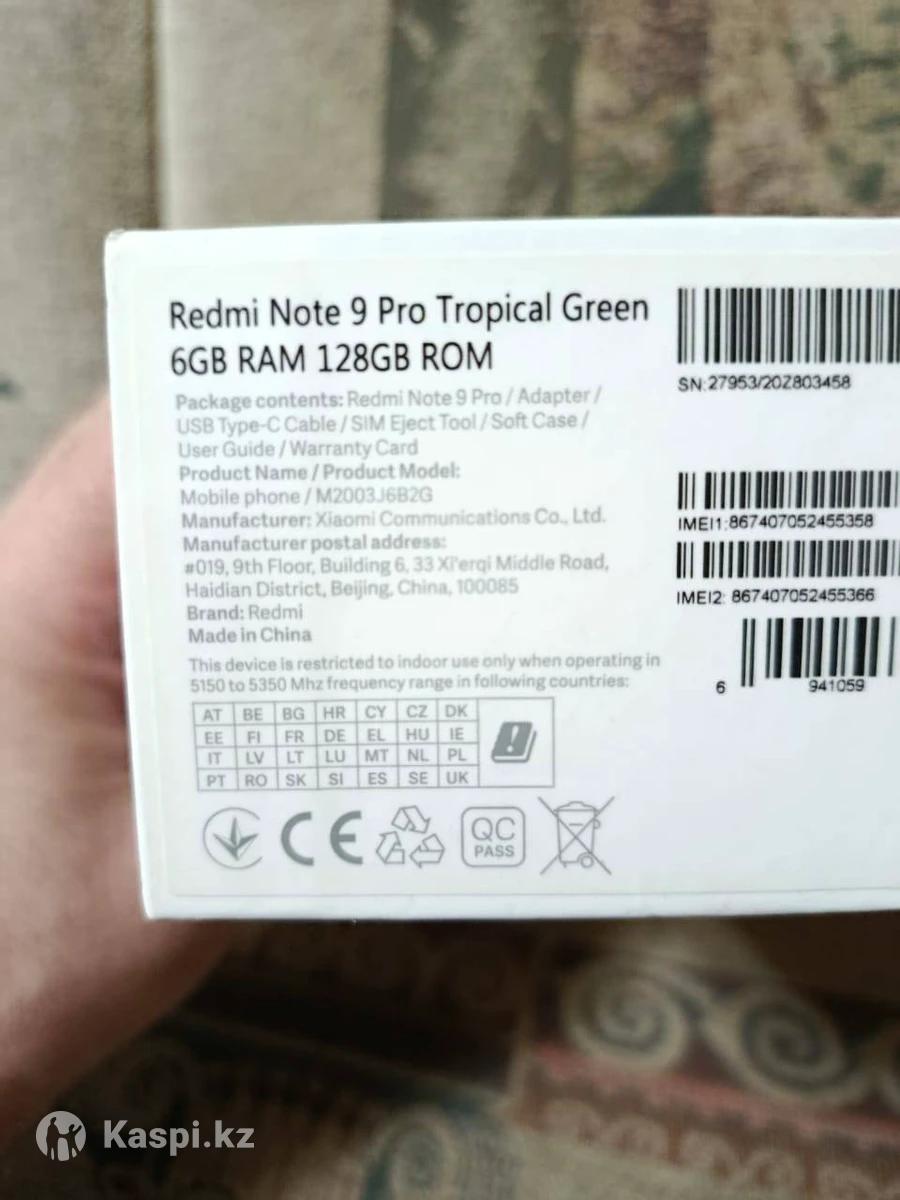 Redmi Note 9 Pro Tropical Green
6GB RAM 128GB ROM
Package contents: Redmi Note 9 Pro / Adapter /
USB Type-C Cable / SIM Eject Tool / Soft Case /
User Guide / Warranty Card
Product Name / Product Model:
Mobile phone / M2003J6B2G
Manufacturer: Xiaomi Communications Co., Ltd.
Manufacturer postal address:
#019, 9th Floor, Building 6, 33 Xi'erqi Middle Road,
Haidian District, Beijing, China, 100085
Brand: Redmi
Made in China
This device is restricted to indoor use only when operating in
5150 to 5350 Mhz frequency range in following countries:
AT BE BG HR CY CZ DK
EE FI FR DE EL HU IE
IT LV LT LU MT NL PL
PT RO SK SI ES SE UK
CE
QC
PASS
SN:27953/20Z803458
IMEI1:867407052455358
IMEI2: 867407052455366
6 941059
Kaspi.kz